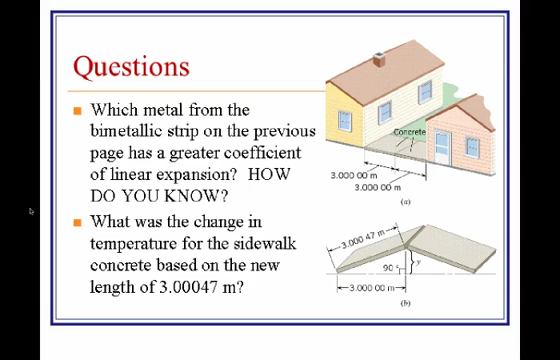 Questions
Which metal from the
bimetallic strip on the previous
page has a greater coefficient
of linear expansion? HOW
DO YOU KNOW?
What was the change in
temperature for the sidewalk
concrete based on the new
length of 3.00047 m?
Concrete
3.000 00 m
3.000 00 m
(a)
3.000 47 m
90°
y
3.000 00 m
(b)